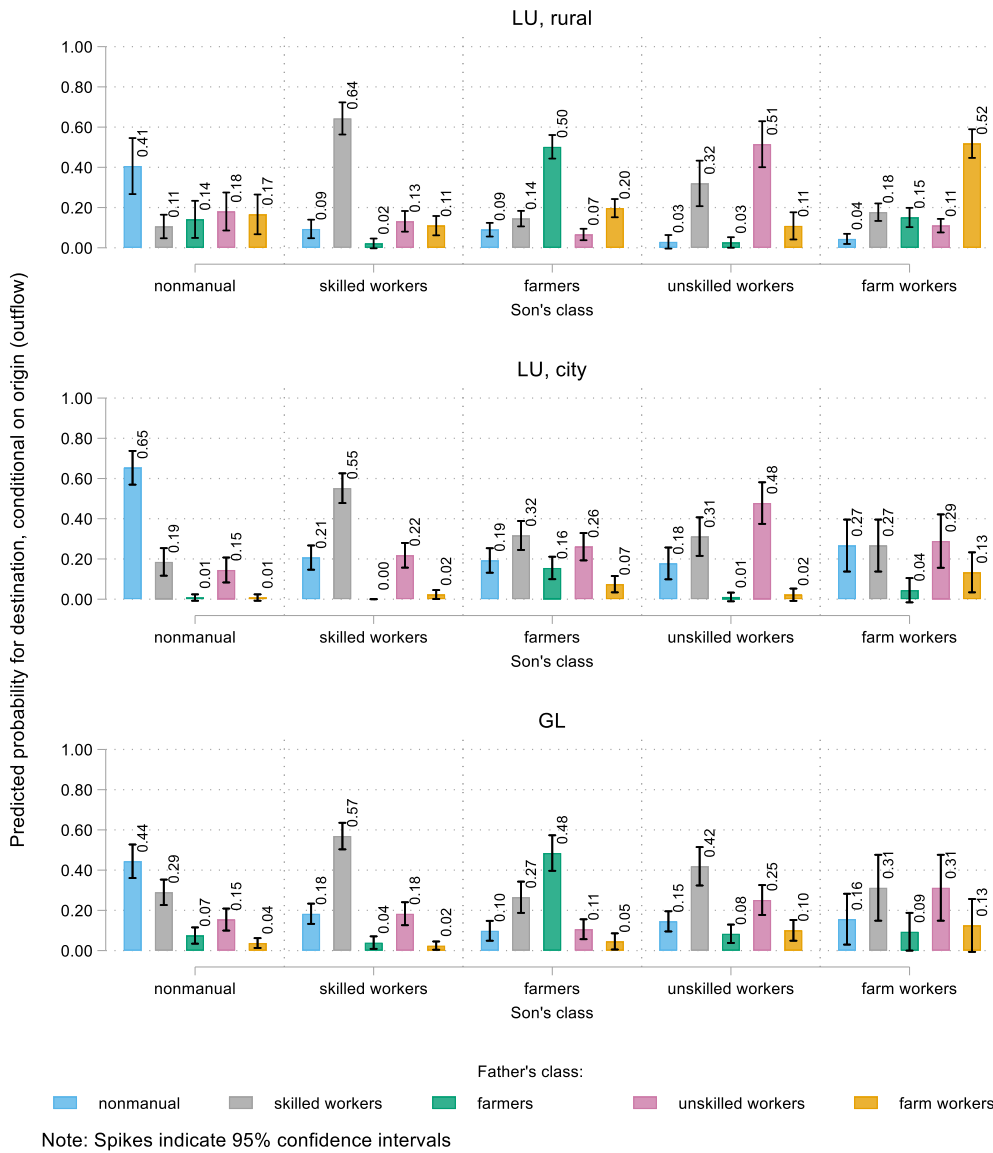 LU, rural
1.00
0.80
0.60
0.40
0.20
0.00
0.41 0.11 0.14 0.18 0.17 0.09 0.64 0.02 0.13 0.11 0.09 0.14 0.50 0.07 0.20 0.03 0.32 0.03 0.51 0.11 0.04 0.18 0.15 0.11 0.52
nonmanual skilled workers farmers unskilled workers farm workers
Son's class
Predicted probability for destination, conditional on origin (outflow)
LU, city
1.00
0.80
0.60
0.40
0.20
0.00
0.65 0.19 0.01 0.15 0.01 0.21 0.55 0.00 0.22 0.02 0.19 0.32 0.16 0.26 0.07 0.18 0.31 0.01 0.48 0.02 0.27 0.27 0.04 0.29 0.13
nonmanual skilled workers farmers unskilled workers farm workers
Son's class
GL
1.00
0.80
0.60
0.40
0.20
0.00
0.44 0.29 0.07 0.15 0.04 0.18 0.57 0.04 0.18 0.02 0.10 0.27 0.48 0.11 0.05 0.15 0.42 0.08 0.25 0.10 0.16 0.31 0.09 0.31 0.13
nonmanual skilled workers farmers unskilled workers farm workers
Son's class
Father's class:
nonmanual skilled workers farmers unskilled workers farm workers
Note: Spikes indicate 95% confidence intervals